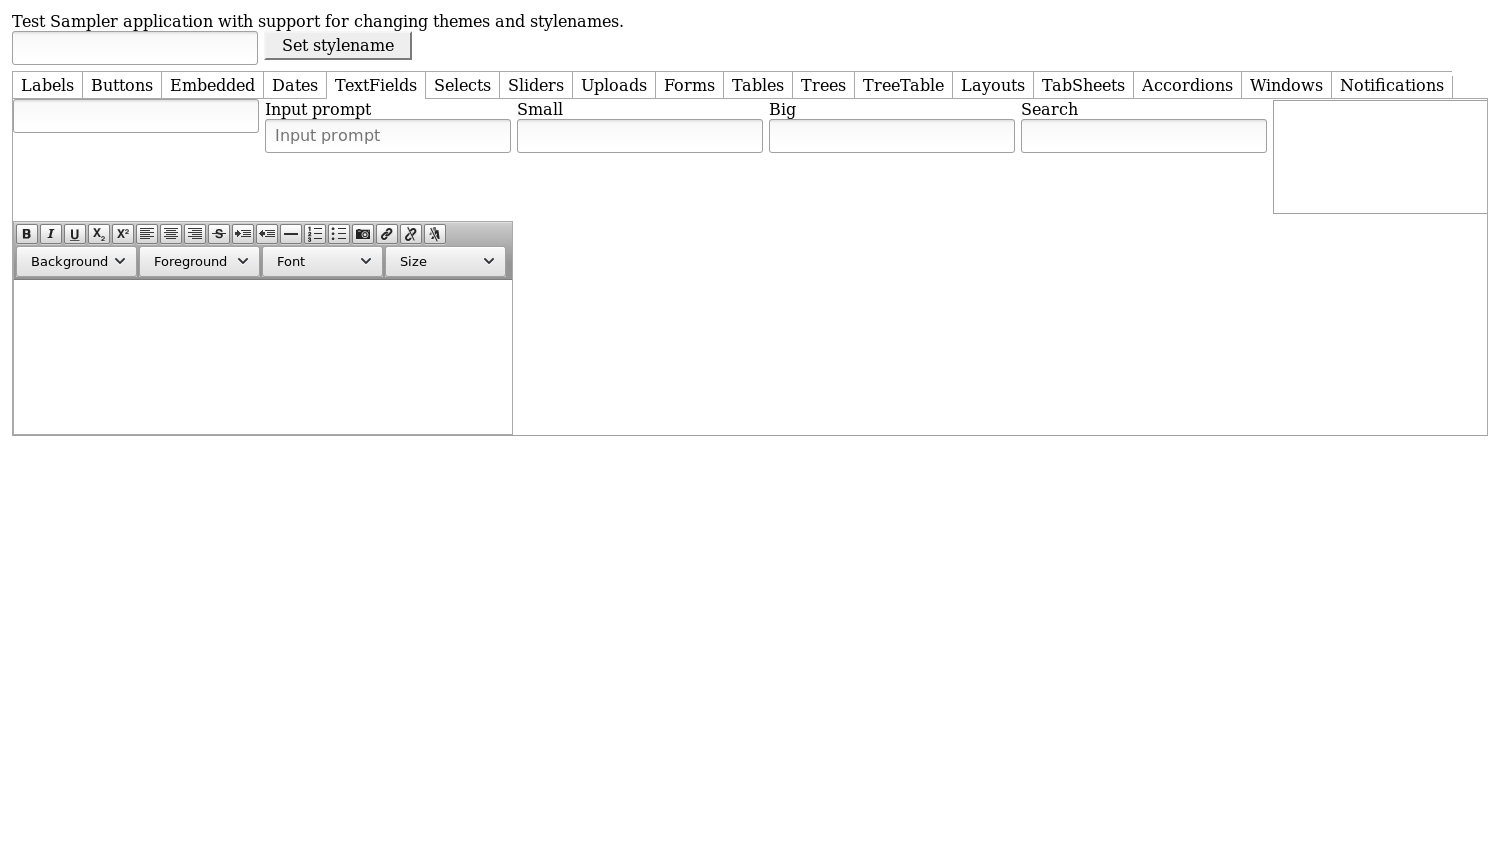 Test Sampler application with support for changing themes and stylenames.
Set stylename
Labels Buttons Embedded Dates TextFields Selects Sliders Uploads Forms Tables Trees TreeTable Layouts TabSheets Accordions Windows Notifications
Input prompt Small Big Search
Input prompt
B I U X₂ X² S
Background Foreground Font Size